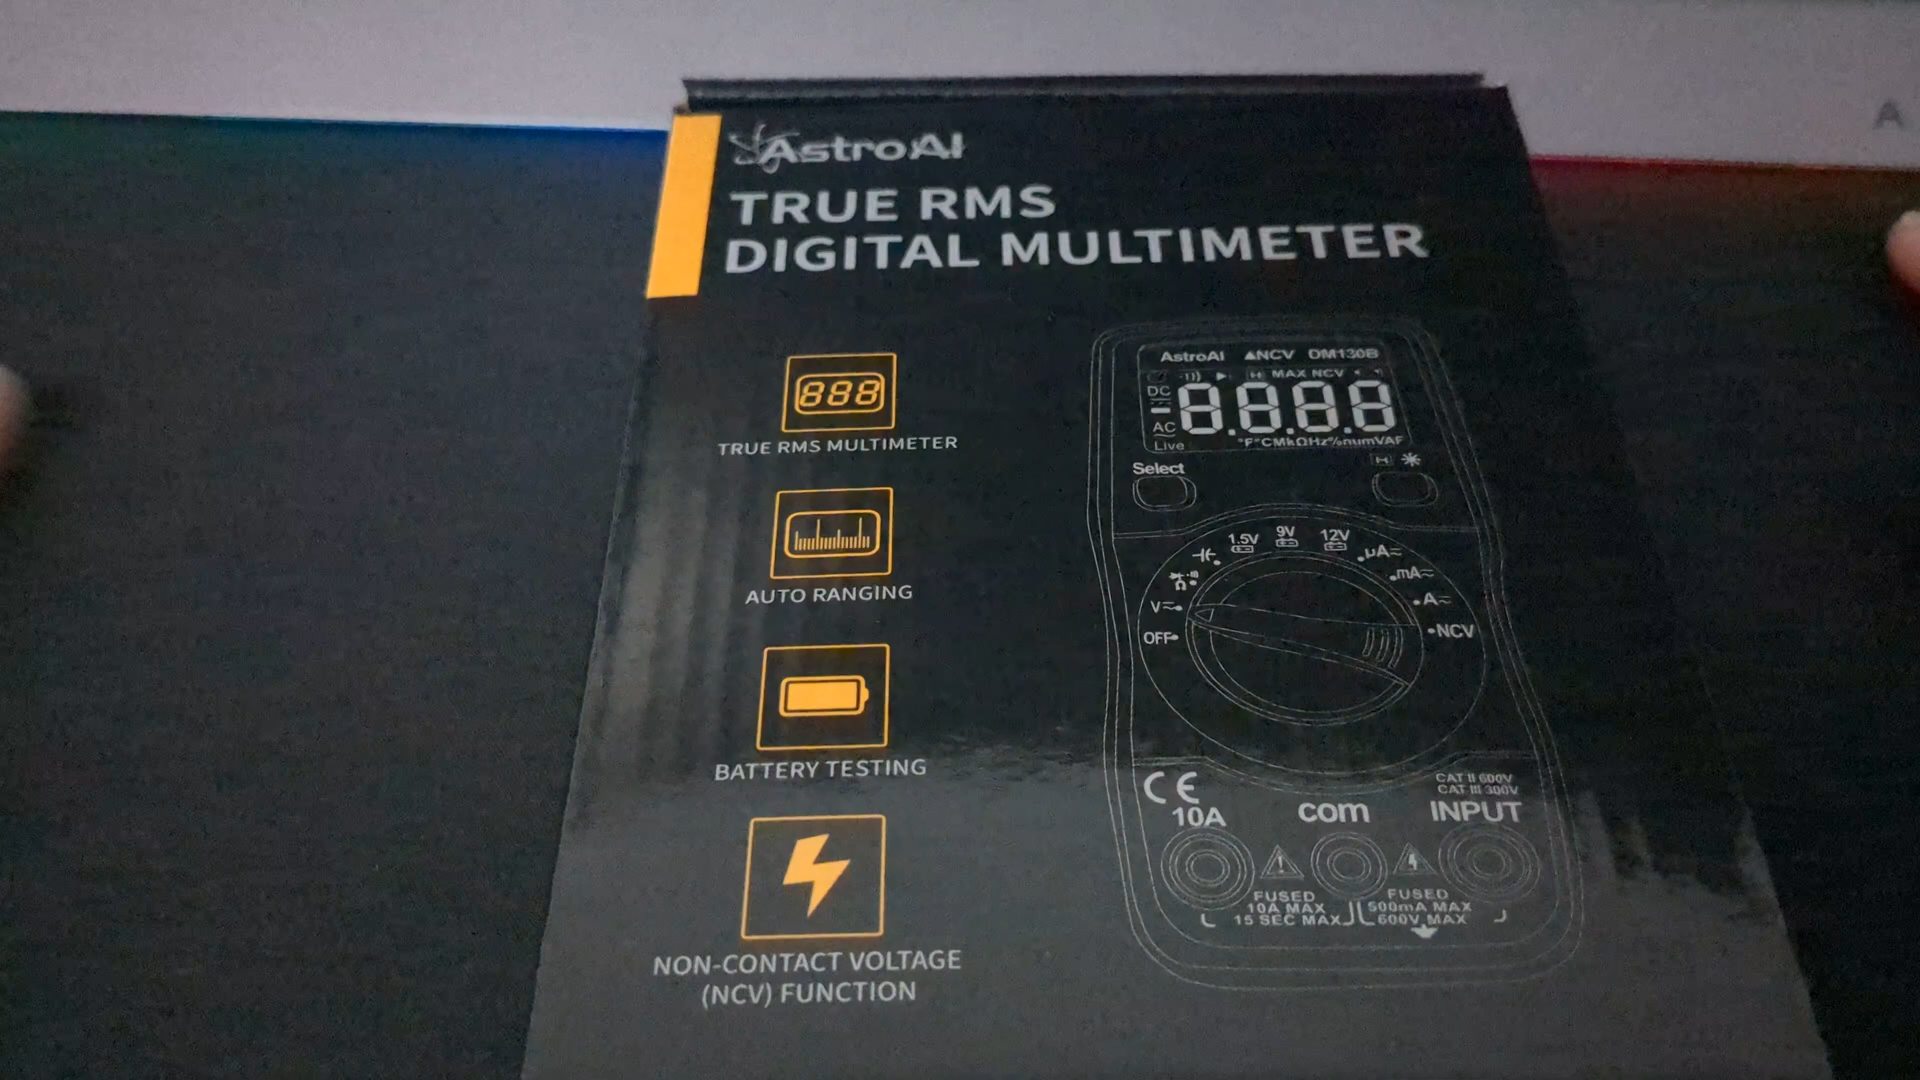 AstroAI
TRUE RMS
DIGITAL MULTIMETER
888
TRUE RMS MULTIMETER
AUTO RANGING
BATTERY TESTING
NON-CONTACT VOLTAGE
(NCV) FUNCTION
AstroAI NCV DM130B
H MAX NCV
DC
-8.8.8.8
AC
Live
°F°CMkΩHz%numVAF
Select
H
1.5V 9V 12V
µA
mA
Ω
V
A
OFF
NCV
CE
CAT II 600V
CAT III 300V
10A com INPUT
FUSED
10A MAX
15 SEC MAX
FUSED
500mA MAX
600V MAX
A